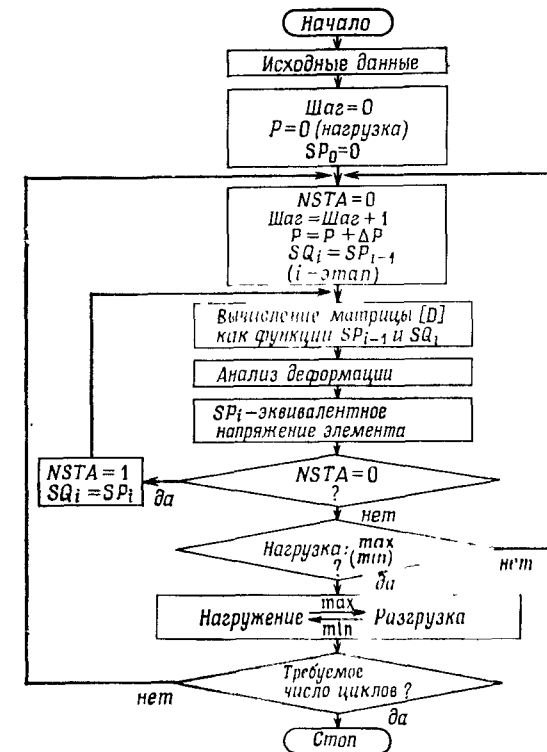 Начало
Исходные данные
Шаг=0
P=0 (нагрузка)
SP₀=0
NSTA=0
Шаг=Шаг+1
P=P+ΔP
SQᵢ=SPᵢ₋₁
(i-этап)
Вычисление матрицы [D]
как функции SPᵢ₋₁ и SQᵢ
Анализ деформации
SPᵢ-эквивалентное
напряжение элемента
NSTA=0
?
NSTA=1
SQᵢ=SPᵢ
да
нет
Нагрузка: max
(min)
?
нет
да
Нагружение max Разгрузка
min
Требуемое
число циклов?
нет
да
Стоп